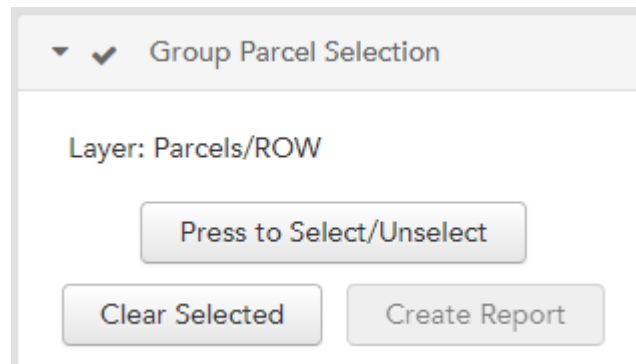 Group Parcel Selection
Layer: Parcels/ROW
Press to Select/Unselect
Clear Selected Create Report